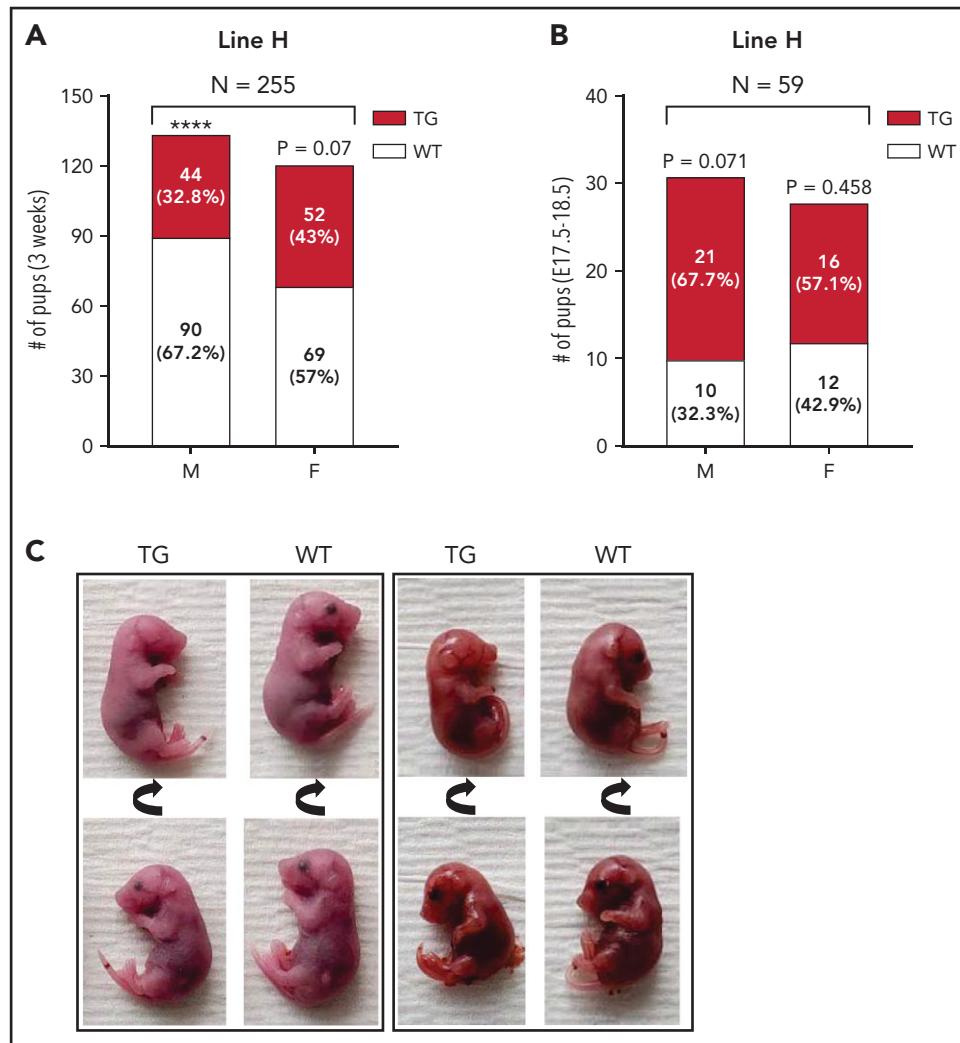 A
Line H
N = 255
150
120
90
60
30
0
# of pups (3 weeks)
****
P = 0.07
TG
WT
44
(32.8%)
52
(43%)
90
(67.2%)
69
(57%)
M
F
B
Line H
N = 59
40
30
20
10
0
# of pups (E17.5-18.5)
P = 0.071
P = 0.458
TG
WT
21
(67.7%)
16
(57.1%)
10
(32.3%)
12
(42.9%)
M
F
C
TG
WT
TG
WT